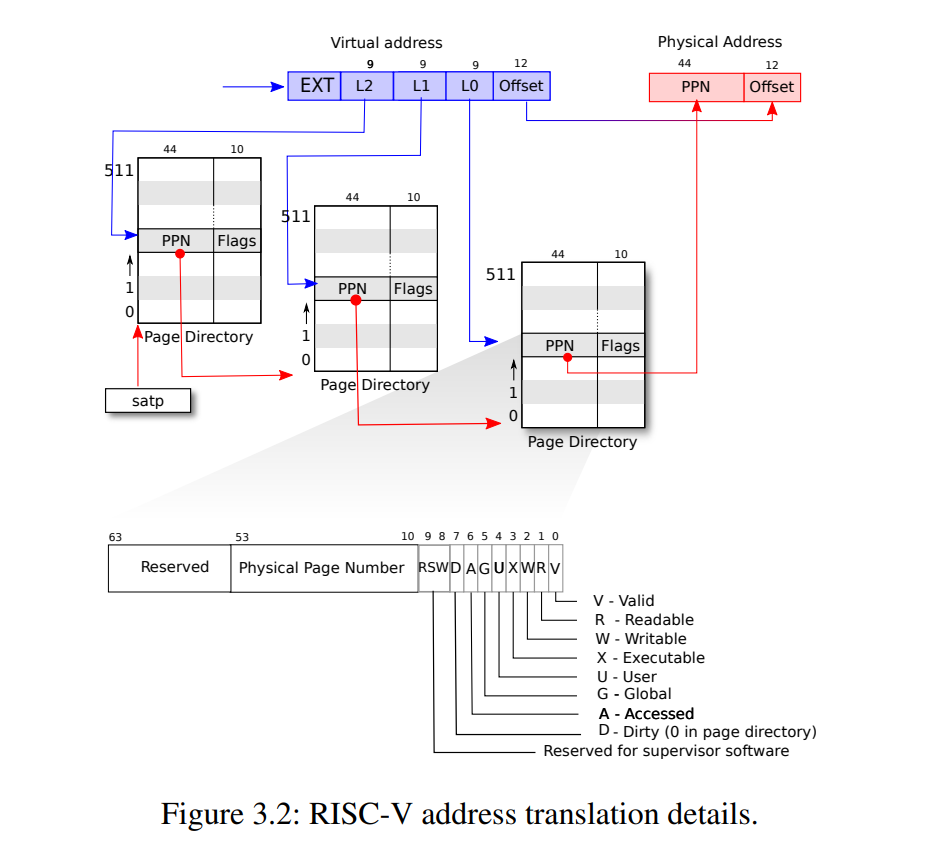 Virtual address
Physical Address
9 9 9 12
44 12
EXT L2 L1 L0 Offset
PPN Offset
44 10
511
PPN Flags
1
0
Page Directory
satp
44 10
511
PPN Flags
1
0
Page Directory
44 10
511
PPN Flags
1
0
Page Directory
63 53 10 9 8 7 6 5 4 3 2 1 0
Reserved Physical Page Number RSW D A G U X W R V
V - Valid
R - Readable
W - Writable
X - Executable
U - User
G - Global
A - Accessed
D - Dirty (0 in page directory)
Reserved for supervisor software
Figure 3.2: RISC-V address translation details.